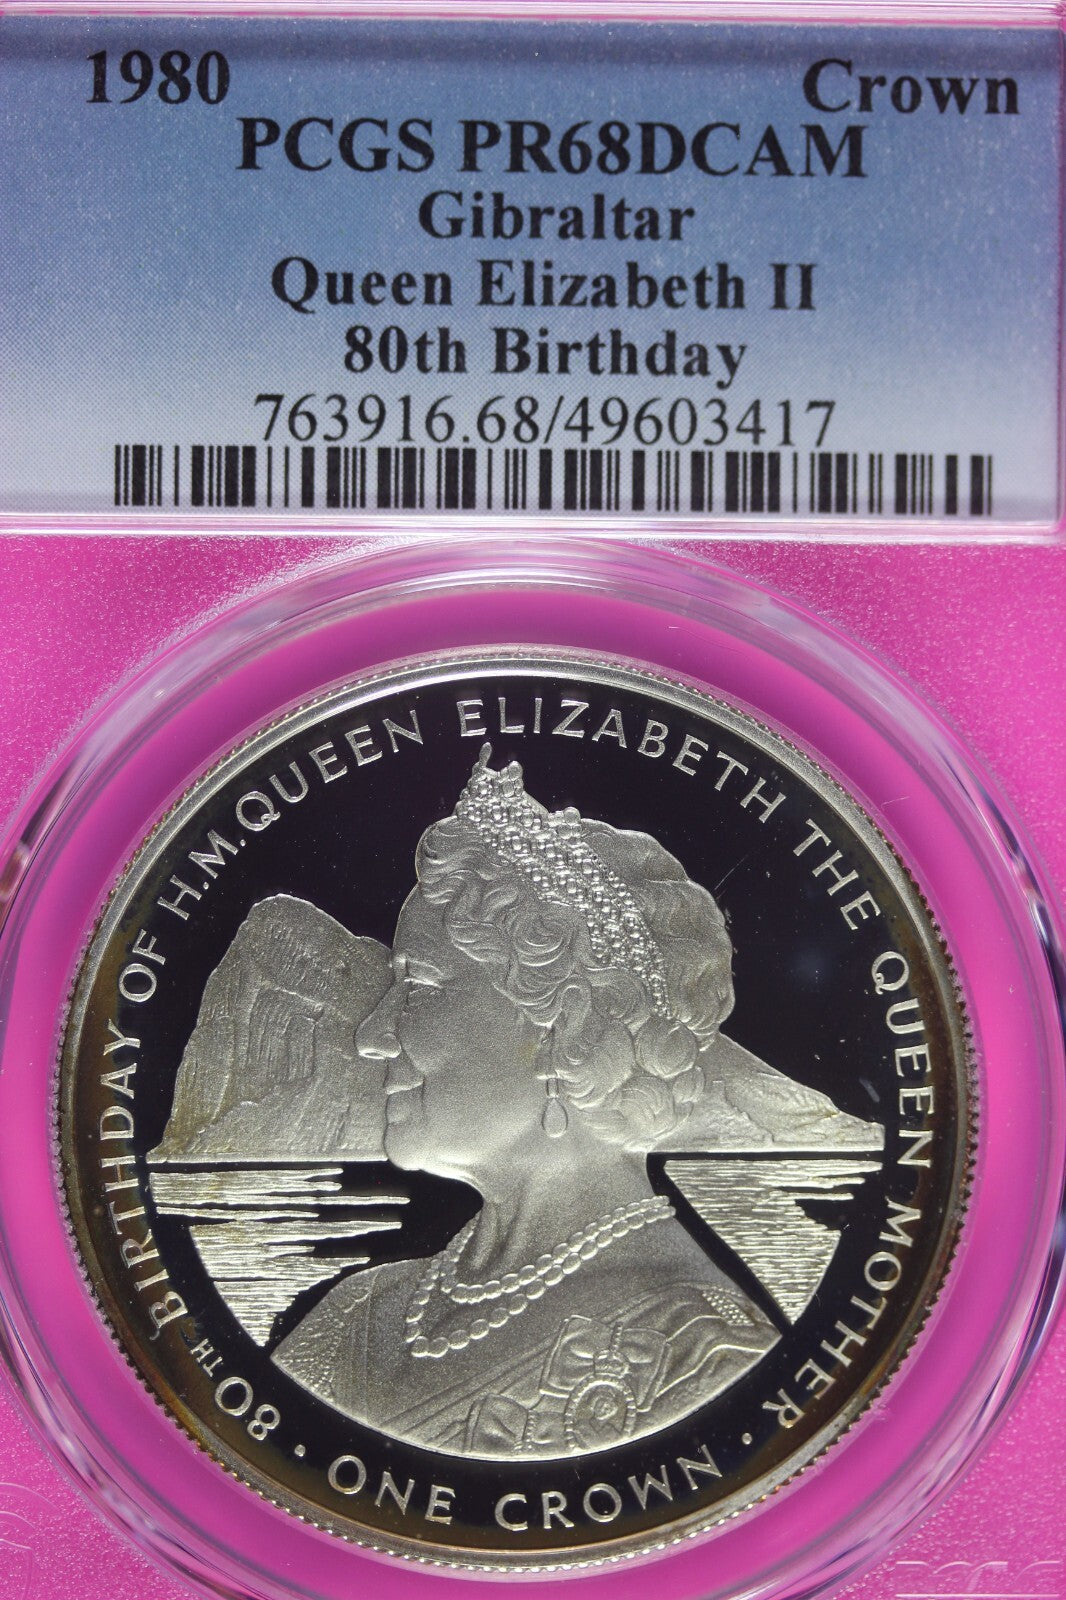 1980 Crown
PCGS PR68DCAM
Gibraltar
Queen Elizabeth II
80th Birthday
763916.68/49603417
80TH BIRTHDAY OF H.M.QUEEN ELIZABETH THE QUEEN MOTHER
· ONE CROWN ·
PCGS